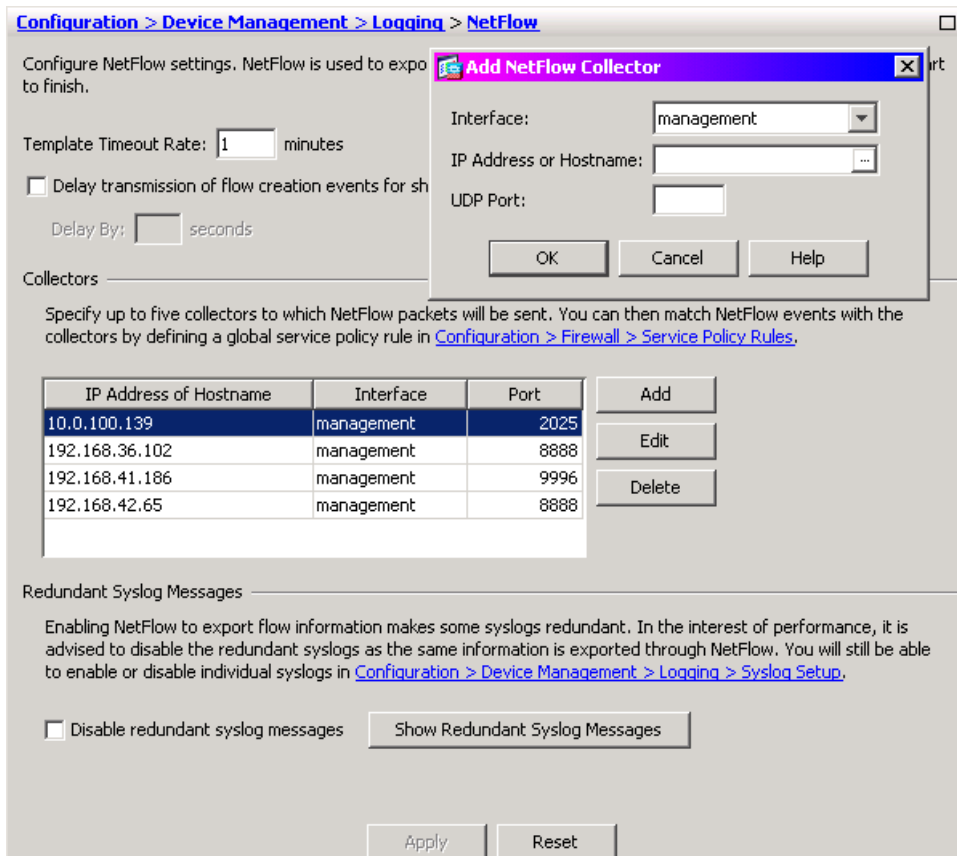 Configuration > Device Management > Logging > NetFlow
Configure NetFlow settings. NetFlow is used to expo
to finish.
Template Timeout Rate: 1 minutes
Delay transmission of flow creation events for sh
Delay By: seconds
Add NetFlow Collector
Interface: management
IP Address or Hostname: ...
UDP Port:
OK Cancel Help
Collectors
Specify up to five collectors to which NetFlow packets will be sent. You can then match NetFlow events with the
collectors by defining a global service policy rule in Configuration > Firewall > Service Policy Rules.
IP Address of Hostname Interface Port
10.0.100.139 management 2025
192.168.36.102 management 8888
192.168.41.186 management 9996
192.168.42.65 management 8888
Add
Edit
Delete
Redundant Syslog Messages
Enabling NetFlow to export flow information makes some syslogs redundant. In the interest of performance, it is
advised to disable the redundant syslogs as the same information is exported through NetFlow. You will still be able
to enable or disable individual syslogs in Configuration > Device Management > Logging > Syslog Setup.
Disable redundant syslog messages Show Redundant Syslog Messages
Apply Reset